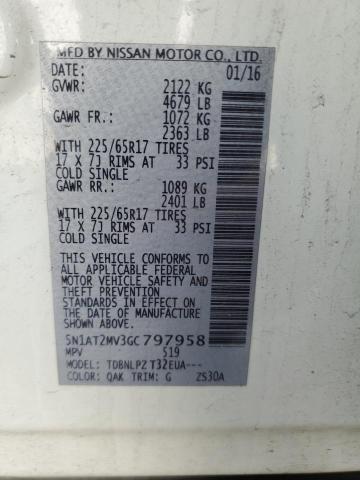 MFD BY NISSAN MOTOR CO., LTD.
DATE: 01/16
GVWR: 2122 KG
4679 LB
GAWR FR.: 1072 KG
2363 LB
WITH 225/65R17 TIRES
17 X 7J RIMS AT 33 PSI
COLD SINGLE
GAWR RR.: 1089 KG
2401 LB
WITH 225/65R17 TIRES
17 X 7J RIMS AT 33 PSI
COLD SINGLE
THIS VEHICLE CONFORMS TO
ALL APPLICABLE FEDERAL
MOTOR VEHICLE SAFETY AND
THEFT PREVENTION
STANDARDS IN EFFECT ON
THE DATE OF MANUFACTURE
SHOWN ABOVE.
5N1AT2MV3GC797958
MPV 519
MODEL: TDBNLPZ T32EUA---
COLOR: QAK TRIM: G ZS30A